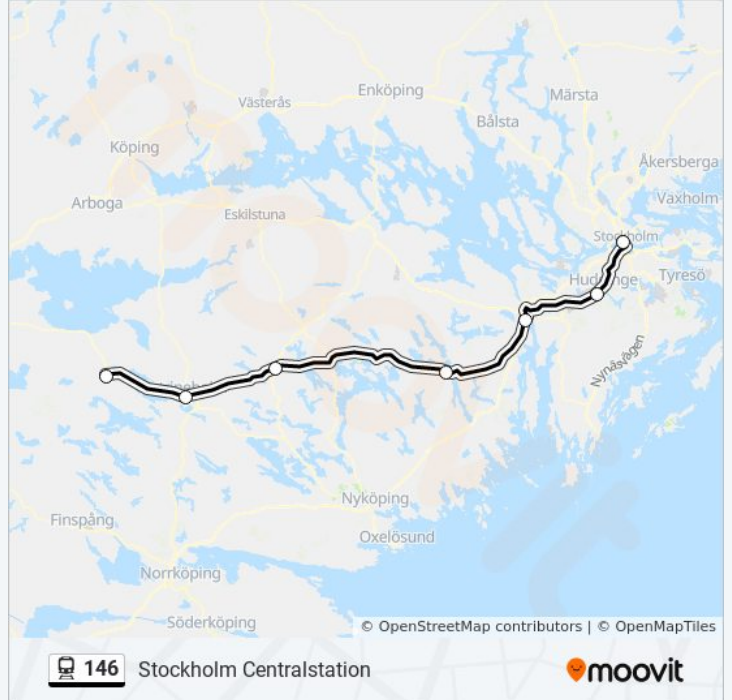 Enköping
Märsta
Västerås
Bålsta
Köping
Åkersberga
Vaxholm
Arboga
Eskilstuna
Stockholm
Huddinge
Tyresö
Nynäsvägen
Nyköping
Finspång
Oxelösund
Norrköping
Söderköping
© OpenStreetMap contributors | © OpenMapTiles
146 Stockholm Centralstation
moovit